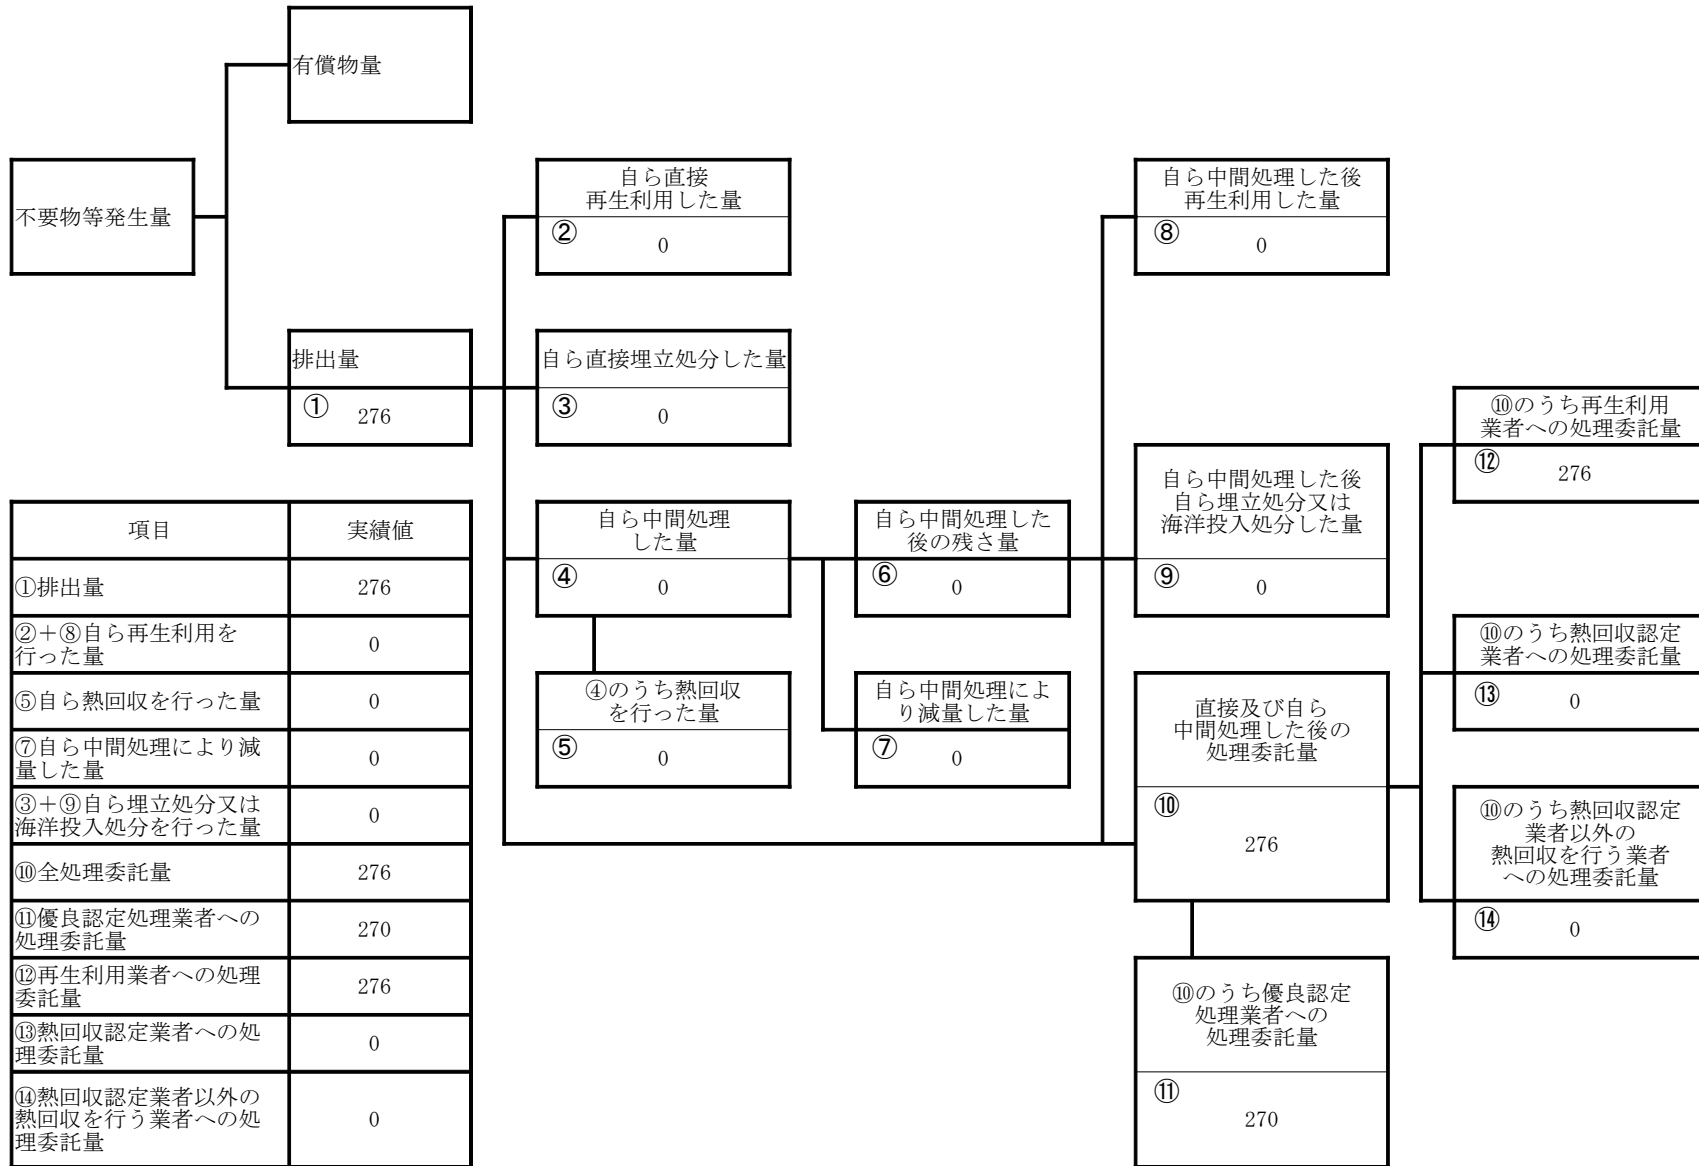 有償物量
不要物等発生量
自ら直接
再生利用した量
②
0
自ら中間処理した後
再生利用した量
⑧
0
排出量
①
276
自ら直接埋立処分した量
③
0
⑩のうち再生利用
業者への処理委託量
⑫
276
自ら中間処理
した量
④
0
自ら中間処理した
後の残さ量
⑥
0
自ら中間処理した後
自ら埋立処分又は
海洋投入処分した量
⑨
0
④のうち熱回収
を行った量
⑤
0
自ら中間処理によ
り減量した量
⑦
0
直接及び自ら
中間処理した後の
処理委託量
⑩
276
⑩のうち熱回収認定
業者への処理委託量
⑬
0
⑩のうち熱回収認定
業者以外の
熱回収を行う業者
への処理委託量
⑭
0
⑩のうち優良認定
処理業者への
処理委託量
⑪
270
項目 実績値
①排出量 276
②+⑧自ら再生利用を
行った量 0
⑤自ら熱回収を行った量 0
⑦自ら中間処理により減
量した量 0
③+⑨自ら埋立処分又は
海洋投入処分を行った量 0
⑩全処理委託量 276
⑪優良認定処理業者への
処理委託量 270
⑫再生利用業者への処理
委託量 276
⑬熱回収認定業者への処
理委託量 0
⑭熱回収認定業者以外の
熱回収を行う業者への処
理委託量 0